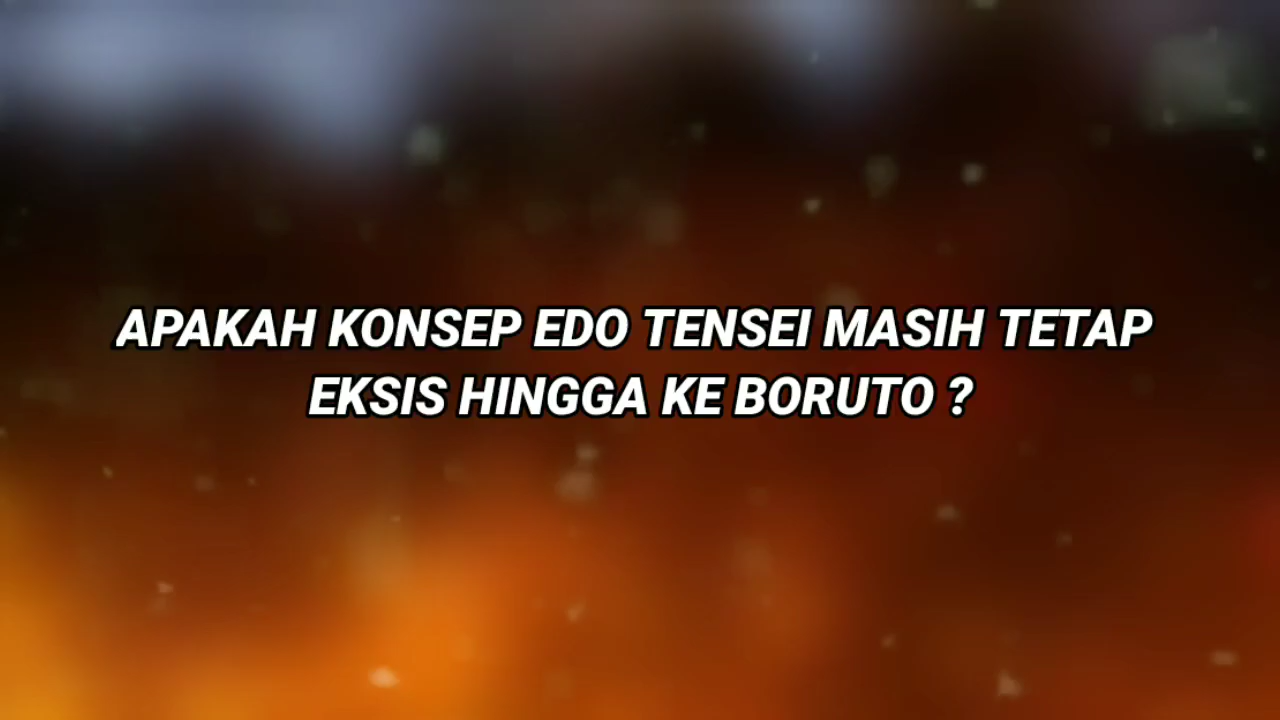 APAKAH KONSEP EDO TENSEI MASIH TETAP
EKSIS HINGGA KE BORUTO ?